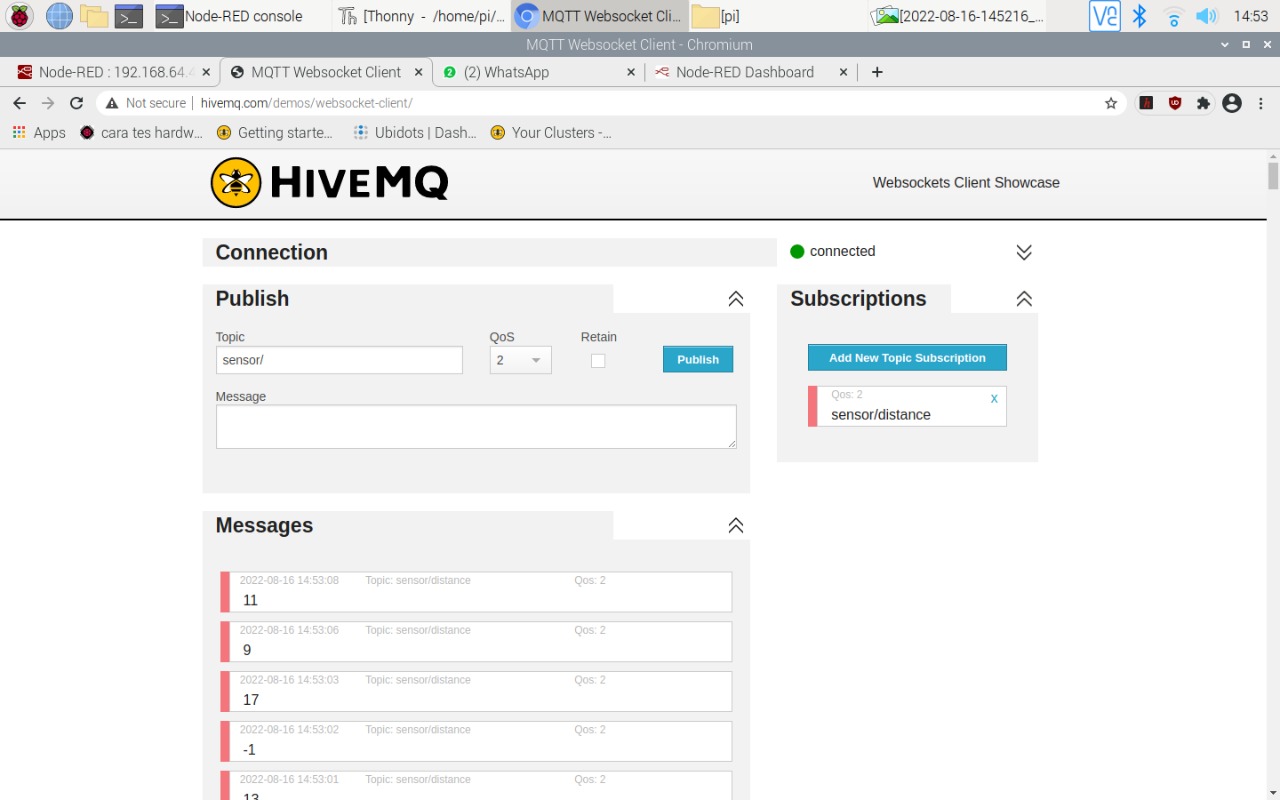 Node-RED console
[Thonny - /home/pi/...
MQTT Websocket Cli...
[pi]
[2022-08-16-145216_...
14:53
MQTT Websocket Client - Chromium
Node-RED : 192.168.64.
MQTT Websocket Client
(2) WhatsApp
Node-RED Dashboard
Not secure
hivemq.com/demos/websocket-client/
Apps
cara tes hardw...
Getting starte...
Ubidots | Dash...
Your Clusters -...
HIVEMQ
Websockets Client Showcase
Connection
connected
Publish
Subscriptions
Topic
QoS
Retain
sensor/
2
Publish
Add New Topic Subscription
Message
Qos: 2
x
sensor/distance
Messages
2022-08-16 14:53:08 Topic: sensor/distance Qos: 2
11
2022-08-16 14:53:06 Topic: sensor/distance Qos: 2
9
2022-08-16 14:53:03 Topic: sensor/distance Qos: 2
17
2022-08-16 14:53:02 Topic: sensor/distance Qos: 2
-1
2022-08-16 14:53:01 Topic: sensor/distance Qos: 2
13